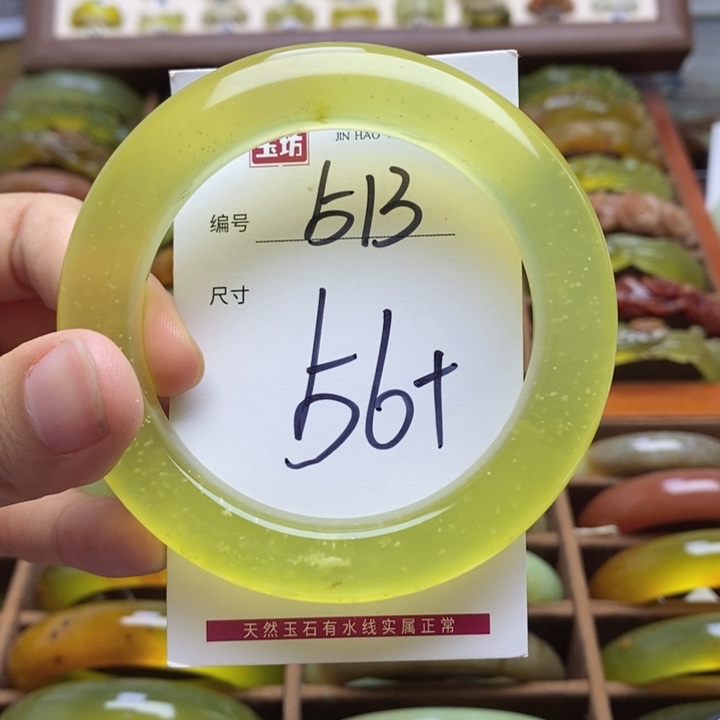 玉坊
JIN HAO
编号 513
尺寸
56+
天然玉石有水线实属正常